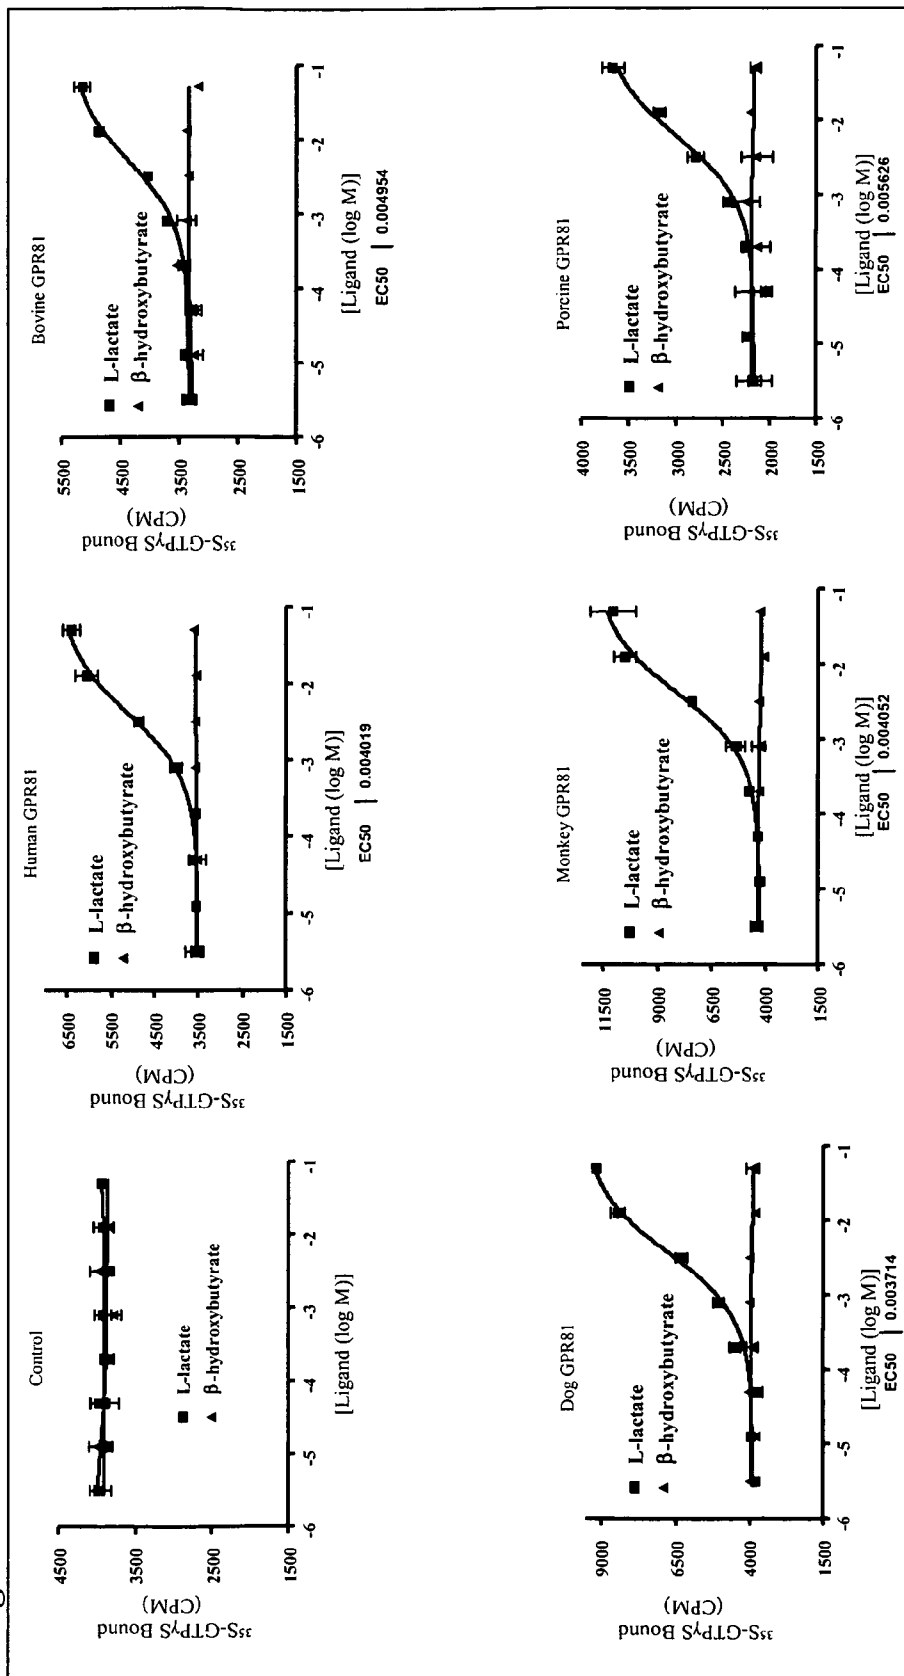 Control
³⁵S-GTPγS Bound
(CPM)
4500
3500
2500
1500
L-lactate
β-hydroxybutyrate
-6 -5 -4 -3 -2 -1
[Ligand (log M)]
Human GPR81
³⁵S-GTPγS Bound
(CPM)
6500
5500
4500
3500
1500
L-lactate
β-hydroxybutyrate
-6 -5 -4 -3 -2 -1
[Ligand (log M)]
EC50 | 0.004019
Bovine GPR81
³⁵S-GTPγS Bound
(CPM)
5500
4500
3500
2500
1500
L-lactate
β-hydroxybutyrate
-6 -5 -4 -3 -2 -1
[Ligand (log M)]
EC50 | 0.004954
Dog GPR81
³⁵S-GTPγS Bound
(CPM)
9000
6500
4000
1500
L-lactate
β-hydroxybutyrate
-6 -5 -4 -3 -2 -1
[Ligand (log M)]
EC50 | 0.003714
Monkey GPR81
³⁵S-GTPγS Bound
(CPM)
11500
9000
6500
4000
1500
L-lactate
β-hydroxybutyrate
-6 -5 -4 -3 -2 -1
[Ligand (log M)]
EC50 | 0.004052
Porcine GPR81
³⁵S-GTPγS Bound
(CPM)
4000
3500
3000
2500
2000
1500
L-lactate
β-hydroxybutyrate
-6 -5 -4 -3 -2 -1
[Ligand (log M)]
EC50 | 0.005626